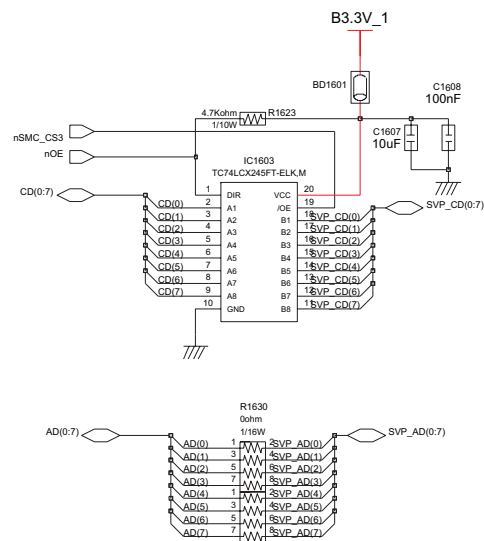 B3.3V_1
BD1601
C1608
100nF
4.7Kohm R1623
1/10W
C1607
10uF
nSMC_CS3
nOE
IC1603
TC74LCX245FT-ELK,M
CD(0:7)
SVP_CD(0:7)
1 DIR VCC 20
CD(0) 2 A1 /OE 19
CD(1) 3 A2 B1 18 SVP_CD(0)
CD(2) 4 A3 B2 17 SVP_CD(1)
CD(3) 5 A4 B3 16 SVP_CD(2)
CD(4) 6 A5 B4 15 SVP_CD(3)
CD(5) 7 A6 B5 14 SVP_CD(4)
CD(6) 8 A7 B6 13 SVP_CD(5)
CD(7) 9 A8 B7 12 SVP_CD(6)
10 GND B8 11 SVP_CD(7)
R1630
0ohm
1/16W
AD(0:7)
SVP_AD(0:7)
AD(0) 1 2 SVP_AD(0)
AD(1) 3 4 SVP_AD(1)
AD(2) 5 6 SVP_AD(2)
AD(3) 7 8 SVP_AD(3)
AD(4) 1 2 SVP_AD(4)
AD(5) 3 4 SVP_AD(5)
AD(6) 5 6 SVP_AD(6)
AD(7) 7 8 SVP_AD(7)